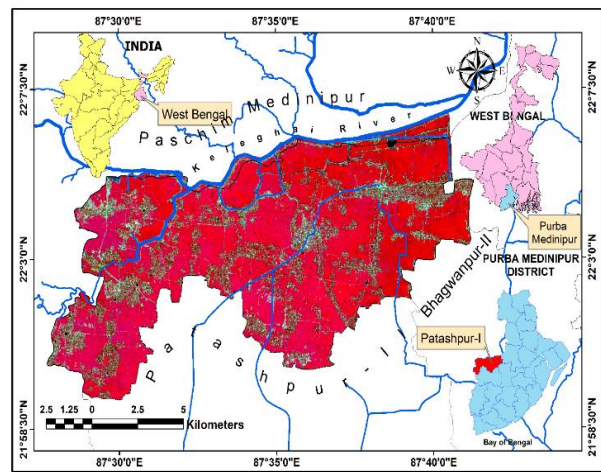 87°30'0"E 87°35'0"E 87°40'0"E
INDIA
West Bengal
Paschim Medinipur
Keleghai River
N
W E
S
WEST BENGAL
Purba
Medinipur
PURBA MEDINIPUR
DISTRICT
Bhagwanpur-II
Patashpur-I
Patashpur-II
22°7'30"N 22°7'30"N
22°3'0"N 22°3'0"N
21°58'30"N 21°58'30"N
2.5 1.25 0 2.5 5
Kilometers
Bay of Bengal
87°30'0"E 87°35'0"E 87°40'0"E